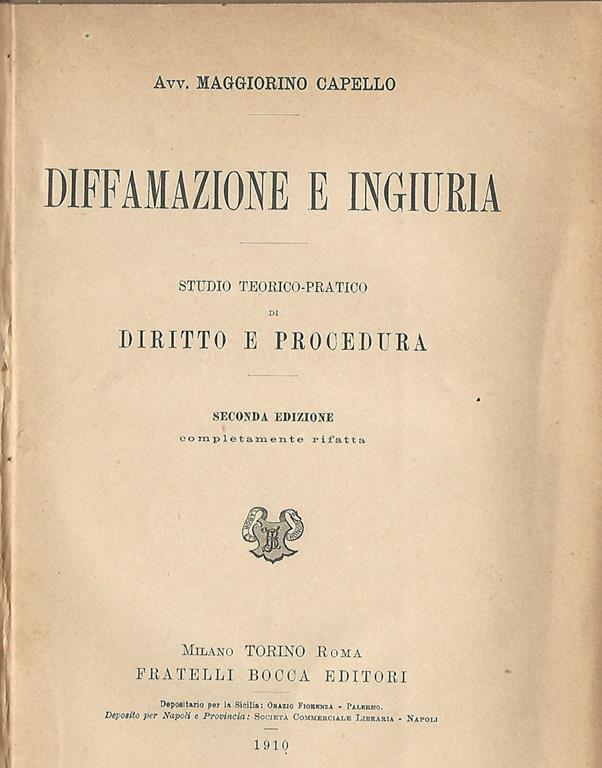 Avv. MAGGIORINO CAPELLO
DIFFAMAZIONE E INGIURIA
STUDIO TEORICO-PRATICO
DI
DIRITTO E PROCEDURA
SECONDA EDIZIONE
completamente rifatta
MILANO TORINO ROMA
FRATELLI BOCCA EDITORI
Depositario per la Sicilia: ORAZIO FIORENZA - PALERMO.
Deposito per Napoli e Provincia: SOCIETÀ COMMERCIALE LIBRARIA - NAPOLI
1910